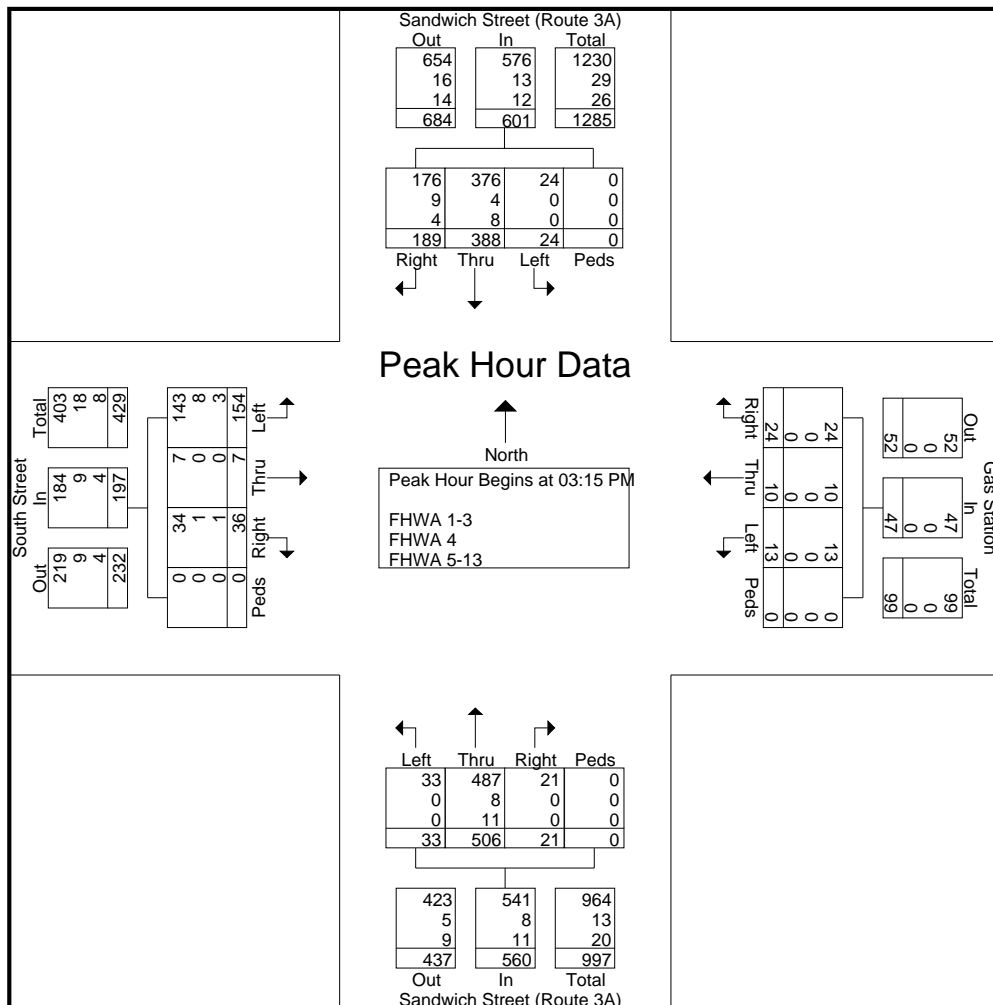 Sandwich Street (Route 3A)
Out In Total
654 576 1230
16 13 29
14 12 26
684 601 1285
176 376 24 0
9 4 0 0
4 8 0 0
189 388 24 0
Right Thru Left Peds
Peak Hour Data
North
Peak Hour Begins at 03:15 PM
FHWA 1-3
FHWA 4
FHWA 5-13
South Street
Total In Out
403 184 219
18 9 9
8 4 4
429 197 232
143 7 34 0
8 0 1 0
3 0 1 0
154 7 36 0
Left Thru Right Peds
Gas Station
Out In Total
52 47 99
0 0 0
0 0 0
52 47 99
24 10 13 0
0 0 0 0
0 0 0 0
24 10 13 0
Right Thru Left Peds
Left Thru Right Peds
33 487 21 0
0 8 0 0
0 11 0 0
33 506 21 0
423 541 964
5 8 13
9 11 20
437 560 997
Out In Total
Sandwich Street (Route 3A)